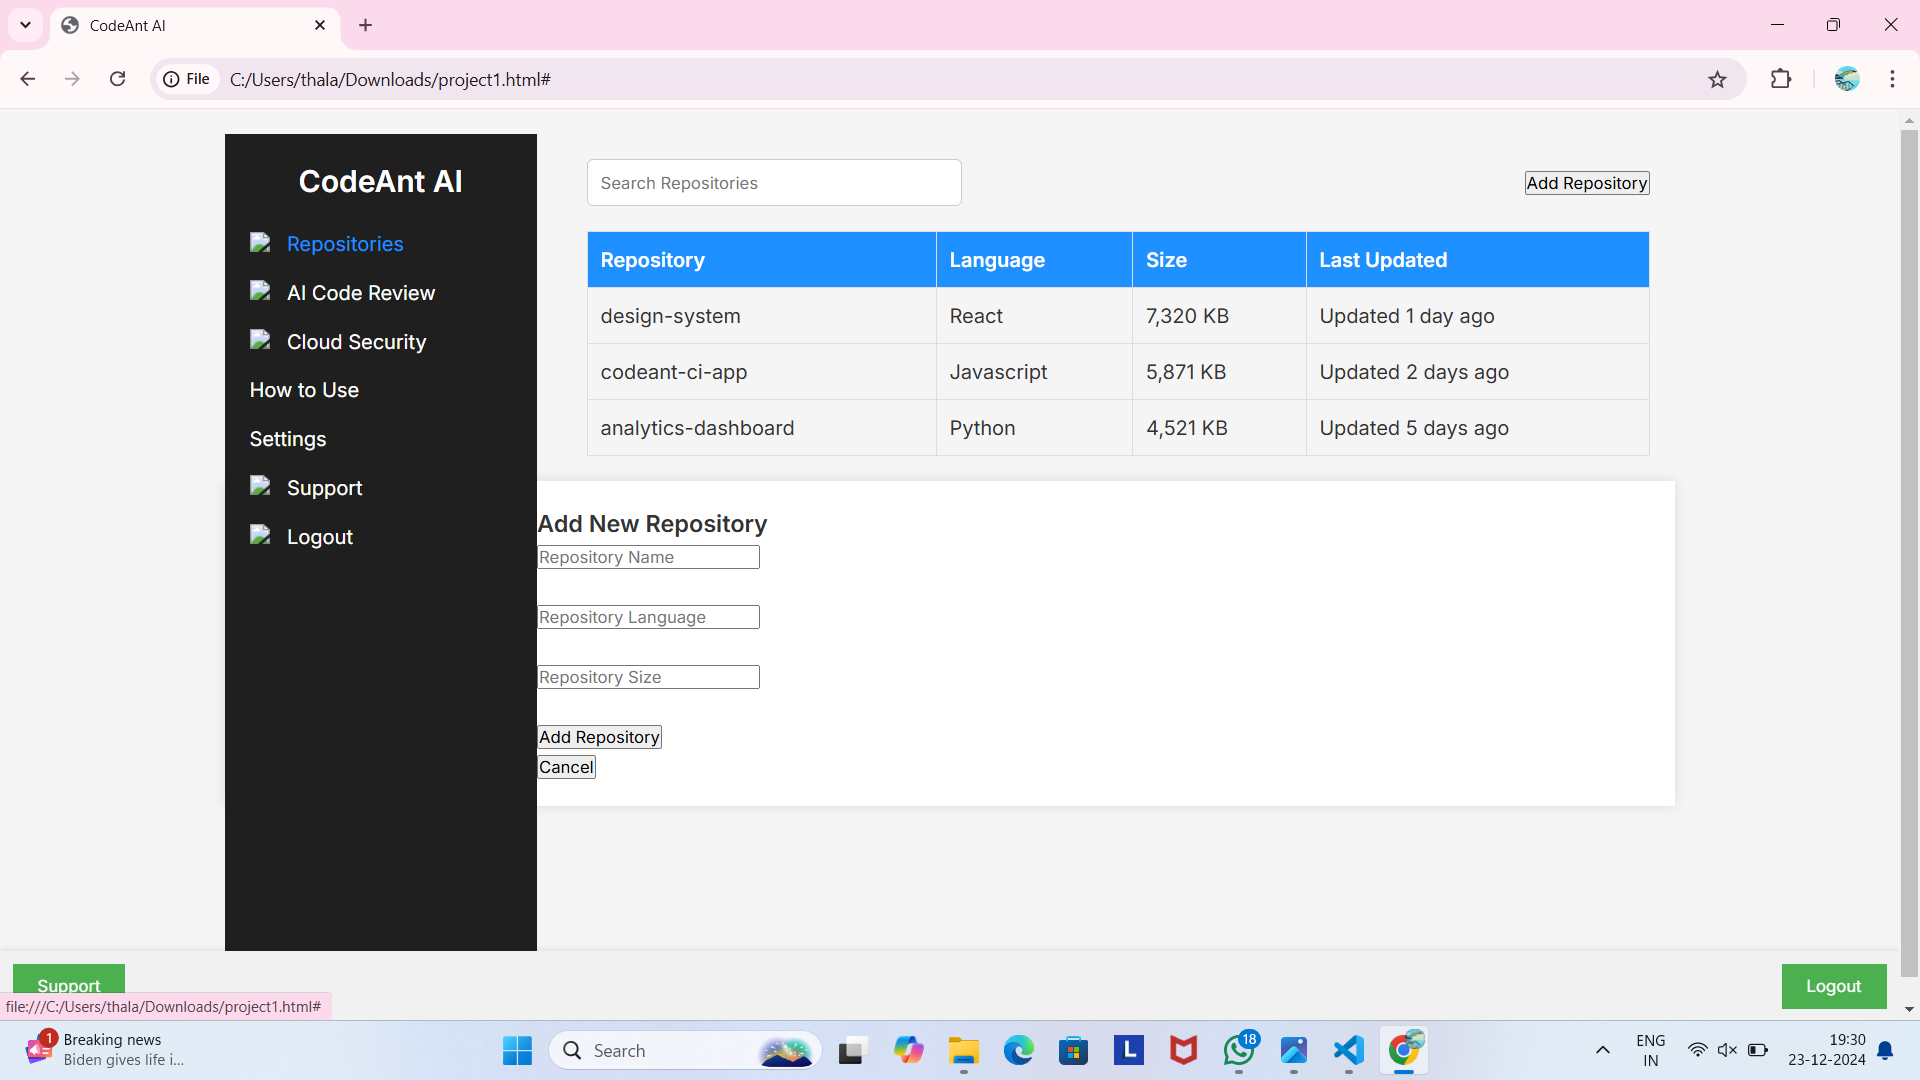 CodeAnt AI
File
C:/Users/thala/Downloads/project1.html#
CodeAnt AI
Repositories
AI Code Review
Cloud Security
How to Use
Settings
Support
Logout
Search Repositories
Add Repository
Repository Language Size Last Updated
design-system React 7,320 KB Updated 1 day ago
codeant-ci-app Javascript 5,871 KB Updated 2 days ago
analytics-dashboard Python 4,521 KB Updated 5 days ago
Add New Repository
Repository Name
Repository Language
Repository Size
Add Repository
Cancel
Support
Logout
file:///C:/Users/thala/Downloads/project1.html#
1
Breaking news
Biden gives life i...
Search
L
18
ENG
IN
19:30
23-12-2024